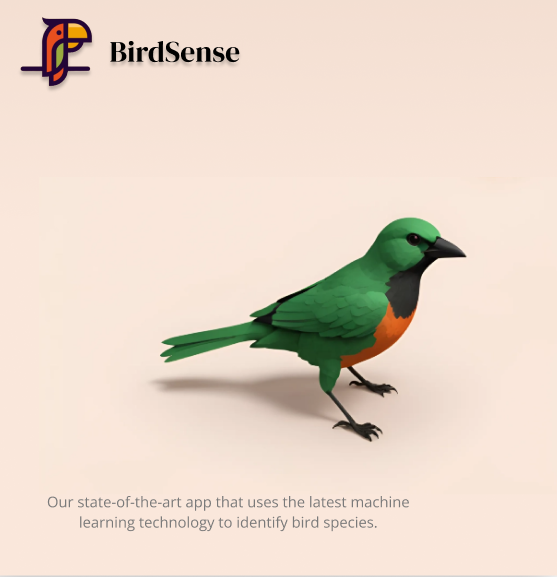 BirdSense
Our state-of-the-art app that uses the latest machine
learning technology to identify bird species.